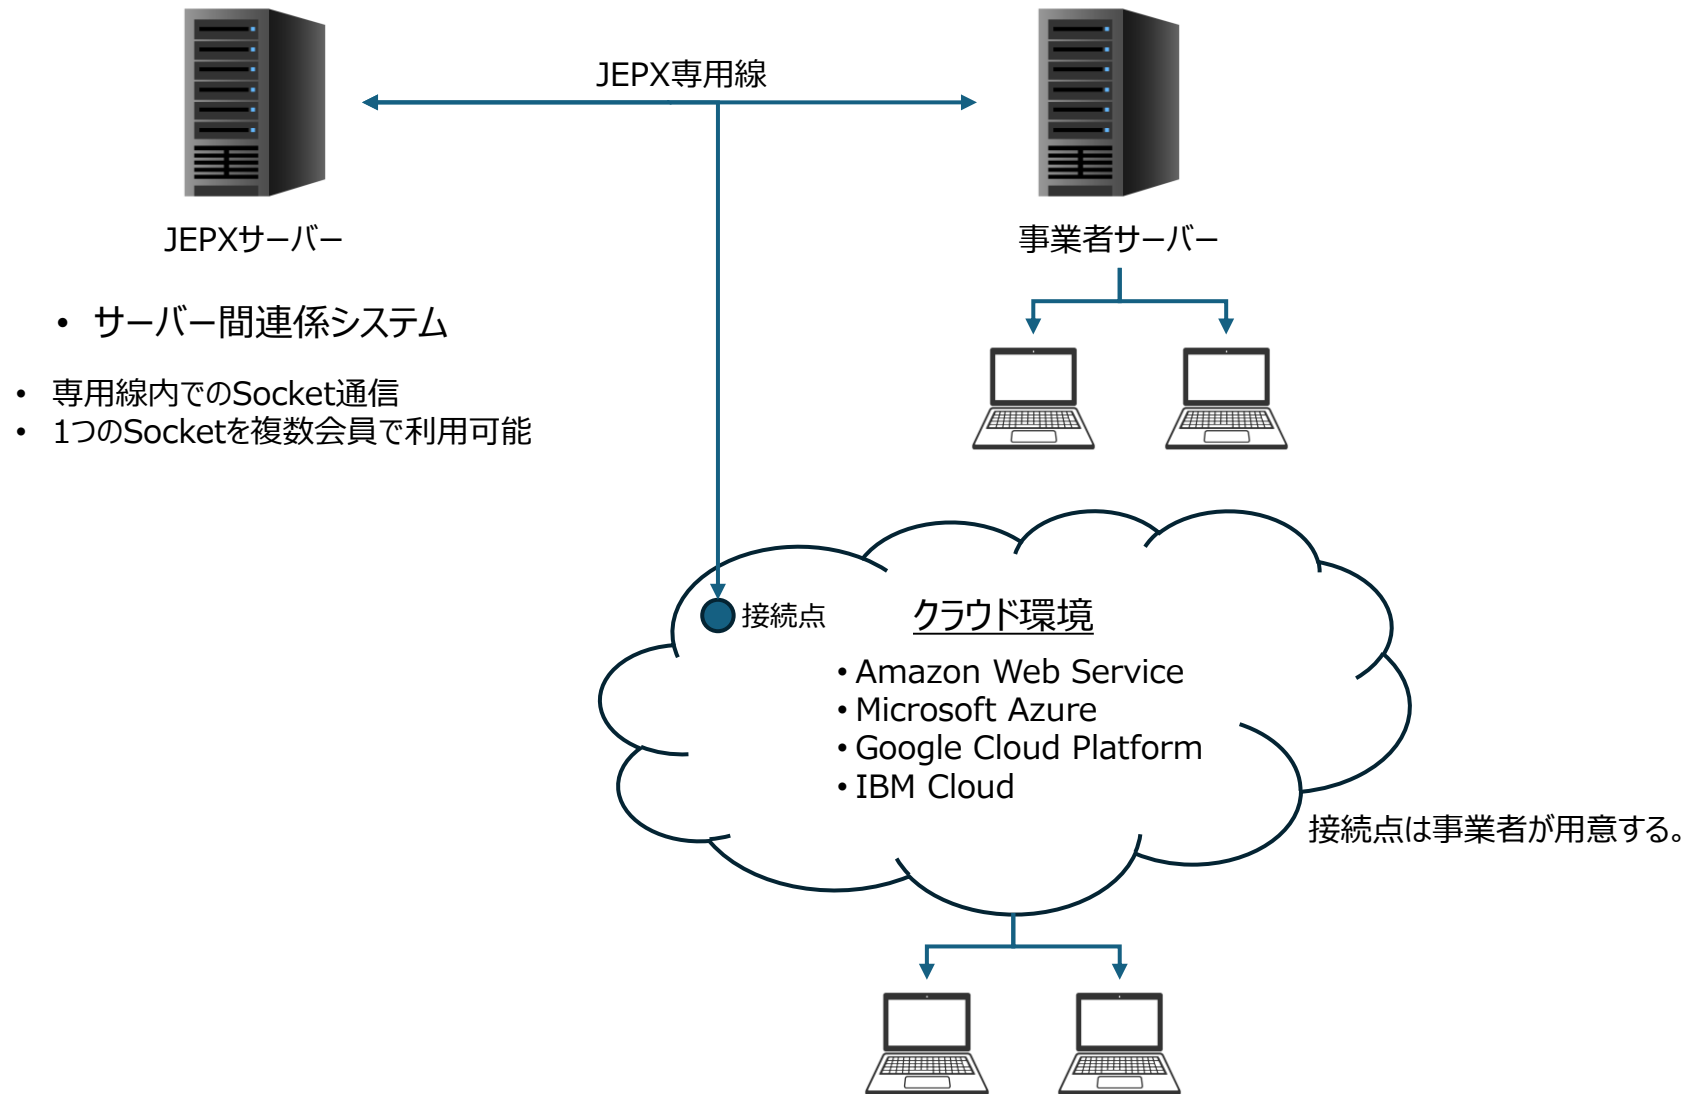 JEPX専用線
JEPXサーバー
事業者サーバー
• サーバー間連係システム
• 専用線内でのSocket通信
• 1つのSocketを複数会員で利用可能
接続点
クラウド環境
• Amazon Web Service
• Microsoft Azure
• Google Cloud Platform
• IBM Cloud
接続点は事業者が用意する。